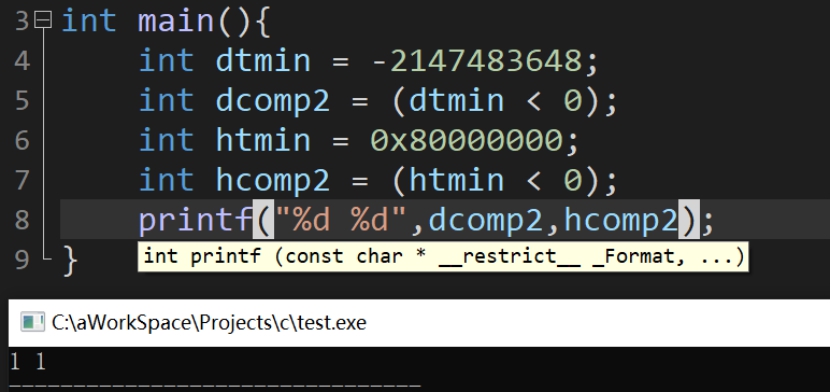 3 int main(){
4 int dtmin = -2147483648;
5 int dcomp2 = (dtmin < 0);
6 int htmin = 0x80000000;
7 int hcomp2 = (htmin < 0);
8 printf("%d %d",dcomp2,hcomp2);
9 }
int printf (const char * __restrict__ _Format, ...)
C:\aWorkSpace\Projects\c\test.exe
1 1
--------------------------------